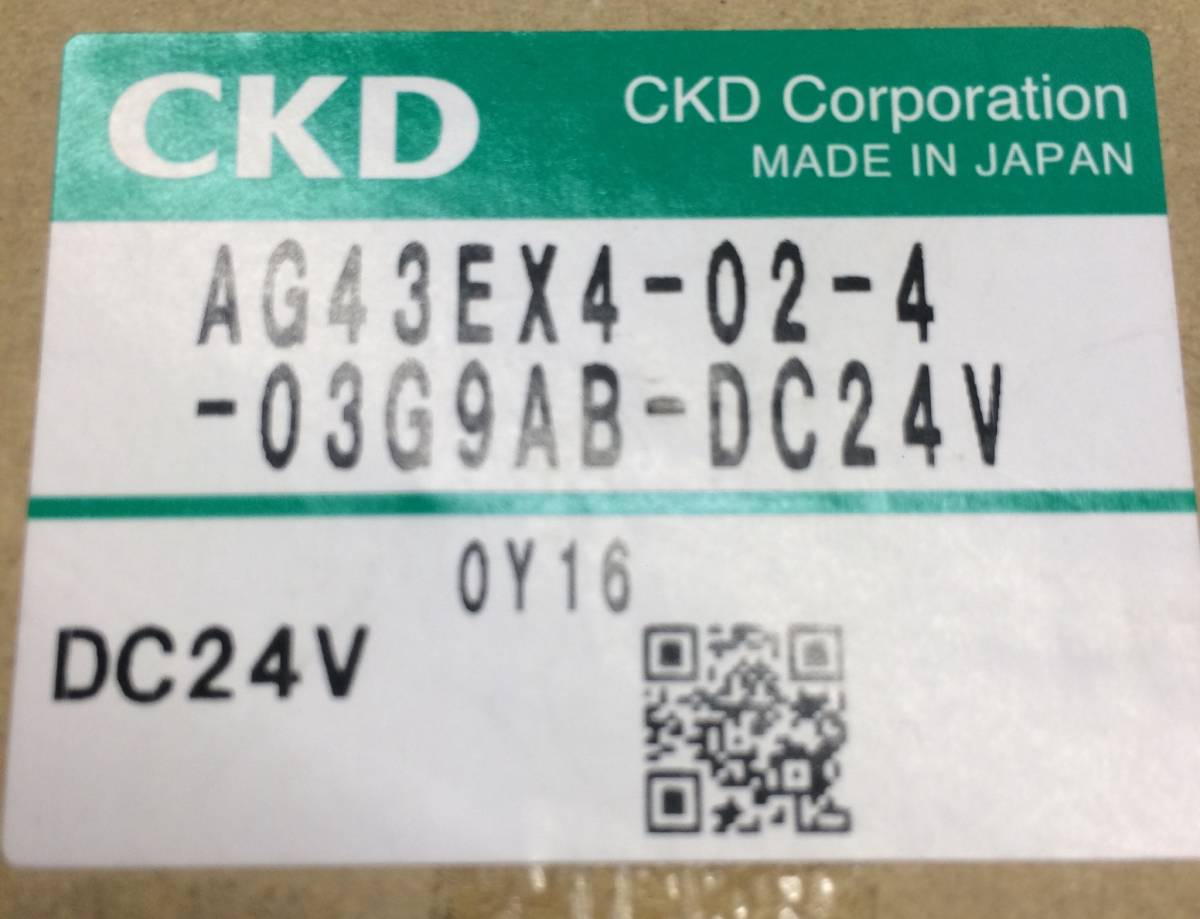 CKD
CKD Corporation
MADE IN JAPAN
AG43EX4-02-4
-03G9AB-DC24V
0Y16
DC24V